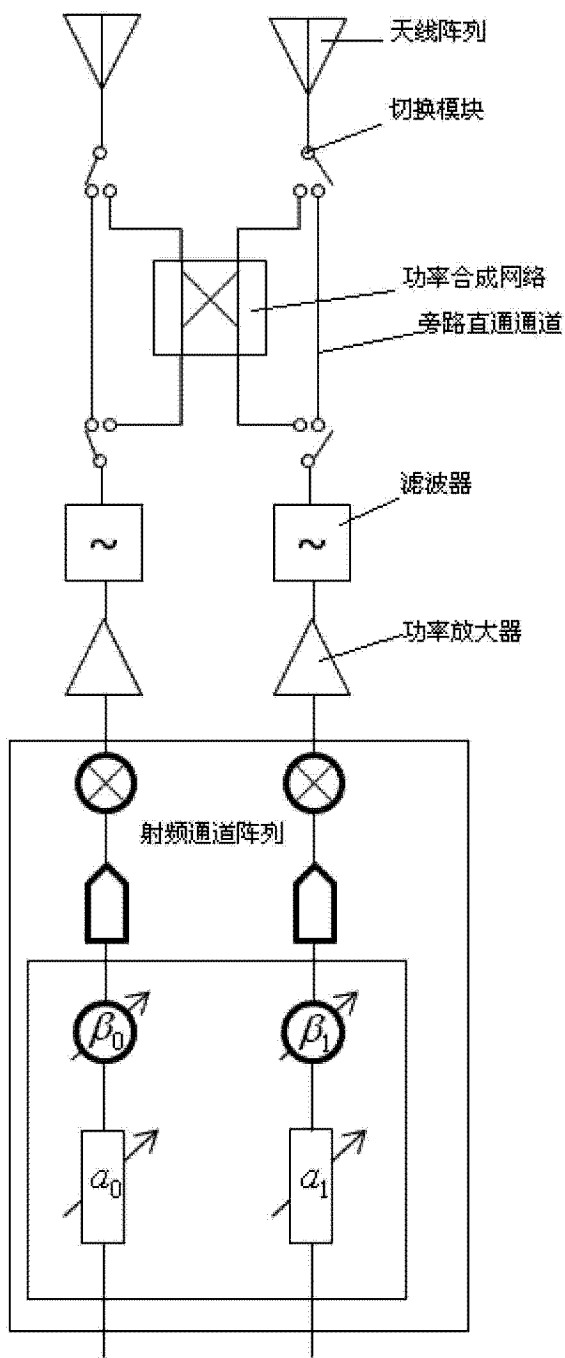 天线阵列
切换模块
功率合成网络
旁路直通通道
滤波器
~ ~
功率放大器
射频通道阵列
β₀ β₁
a₀ a₁